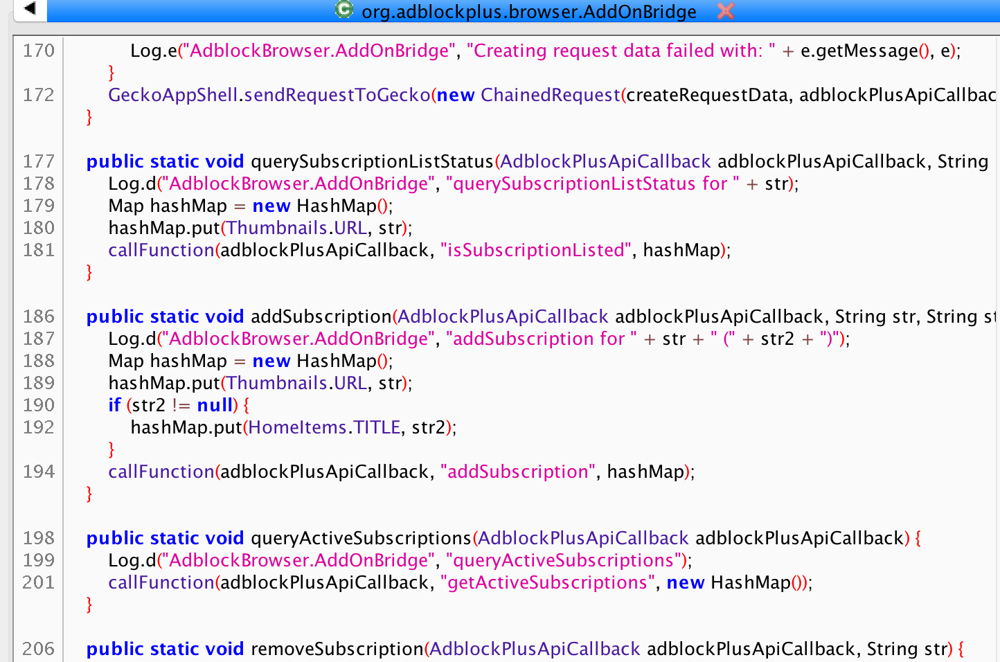 org.adblockplus.browser.AddOnBridge
170 Log.e("AdblockBrowser.AddOnBridge", "Creating request data failed with: " + e.getMessage(), e);
}
172 GeckoAppShell.sendRequestToGecko(new ChainedRequest(createRequestData, adblockPlusApiCallbac
}
177 public static void querySubscriptionListStatus(AdblockPlusApiCallback adblockPlusApiCallback, String
178 Log.d("AdblockBrowser.AddOnBridge", "querySubscriptionListStatus for " + str);
179 Map hashMap = new HashMap();
180 hashMap.put(Thumbnails.URL, str);
181 callFunction(adblockPlusApiCallback, "isSubscriptionListed", hashMap);
}
186 public static void addSubscription(AdblockPlusApiCallback adblockPlusApiCallback, String str, String st
187 Log.d("AdblockBrowser.AddOnBridge", "addSubscription for " + str + " (" + str2 + ")");
188 Map hashMap = new HashMap();
189 hashMap.put(Thumbnails.URL, str);
190 if (str2 != null) {
192 hashMap.put(HomeItems.TITLE, str2);
}
194 callFunction(adblockPlusApiCallback, "addSubscription", hashMap);
}
198 public static void queryActiveSubscriptions(AdblockPlusApiCallback adblockPlusApiCallback) {
199 Log.d("AdblockBrowser.AddOnBridge", "queryActiveSubscriptions");
201 callFunction(adblockPlusApiCallback, "getActiveSubscriptions", new HashMap());
}
206 public static void removeSubscription(AdblockPlusApiCallback adblockPlusApiCallback, String str) {